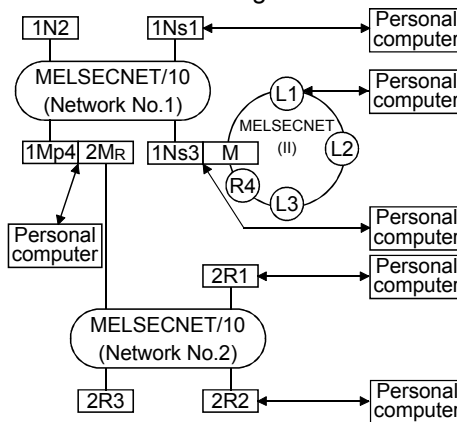 1N2
1Ns1
Personal
computer
MELSECNET/10
(Network No.1)
L1
Personal
computer
MELSECNET
(II)
L2
1Mp4
2MR
1Ns3
M
R4
L3
Personal
computer
Personal
computer
2R1
Personal
computer
MELSECNET/10
(Network No.2)
2R3
2R2
Personal
computer